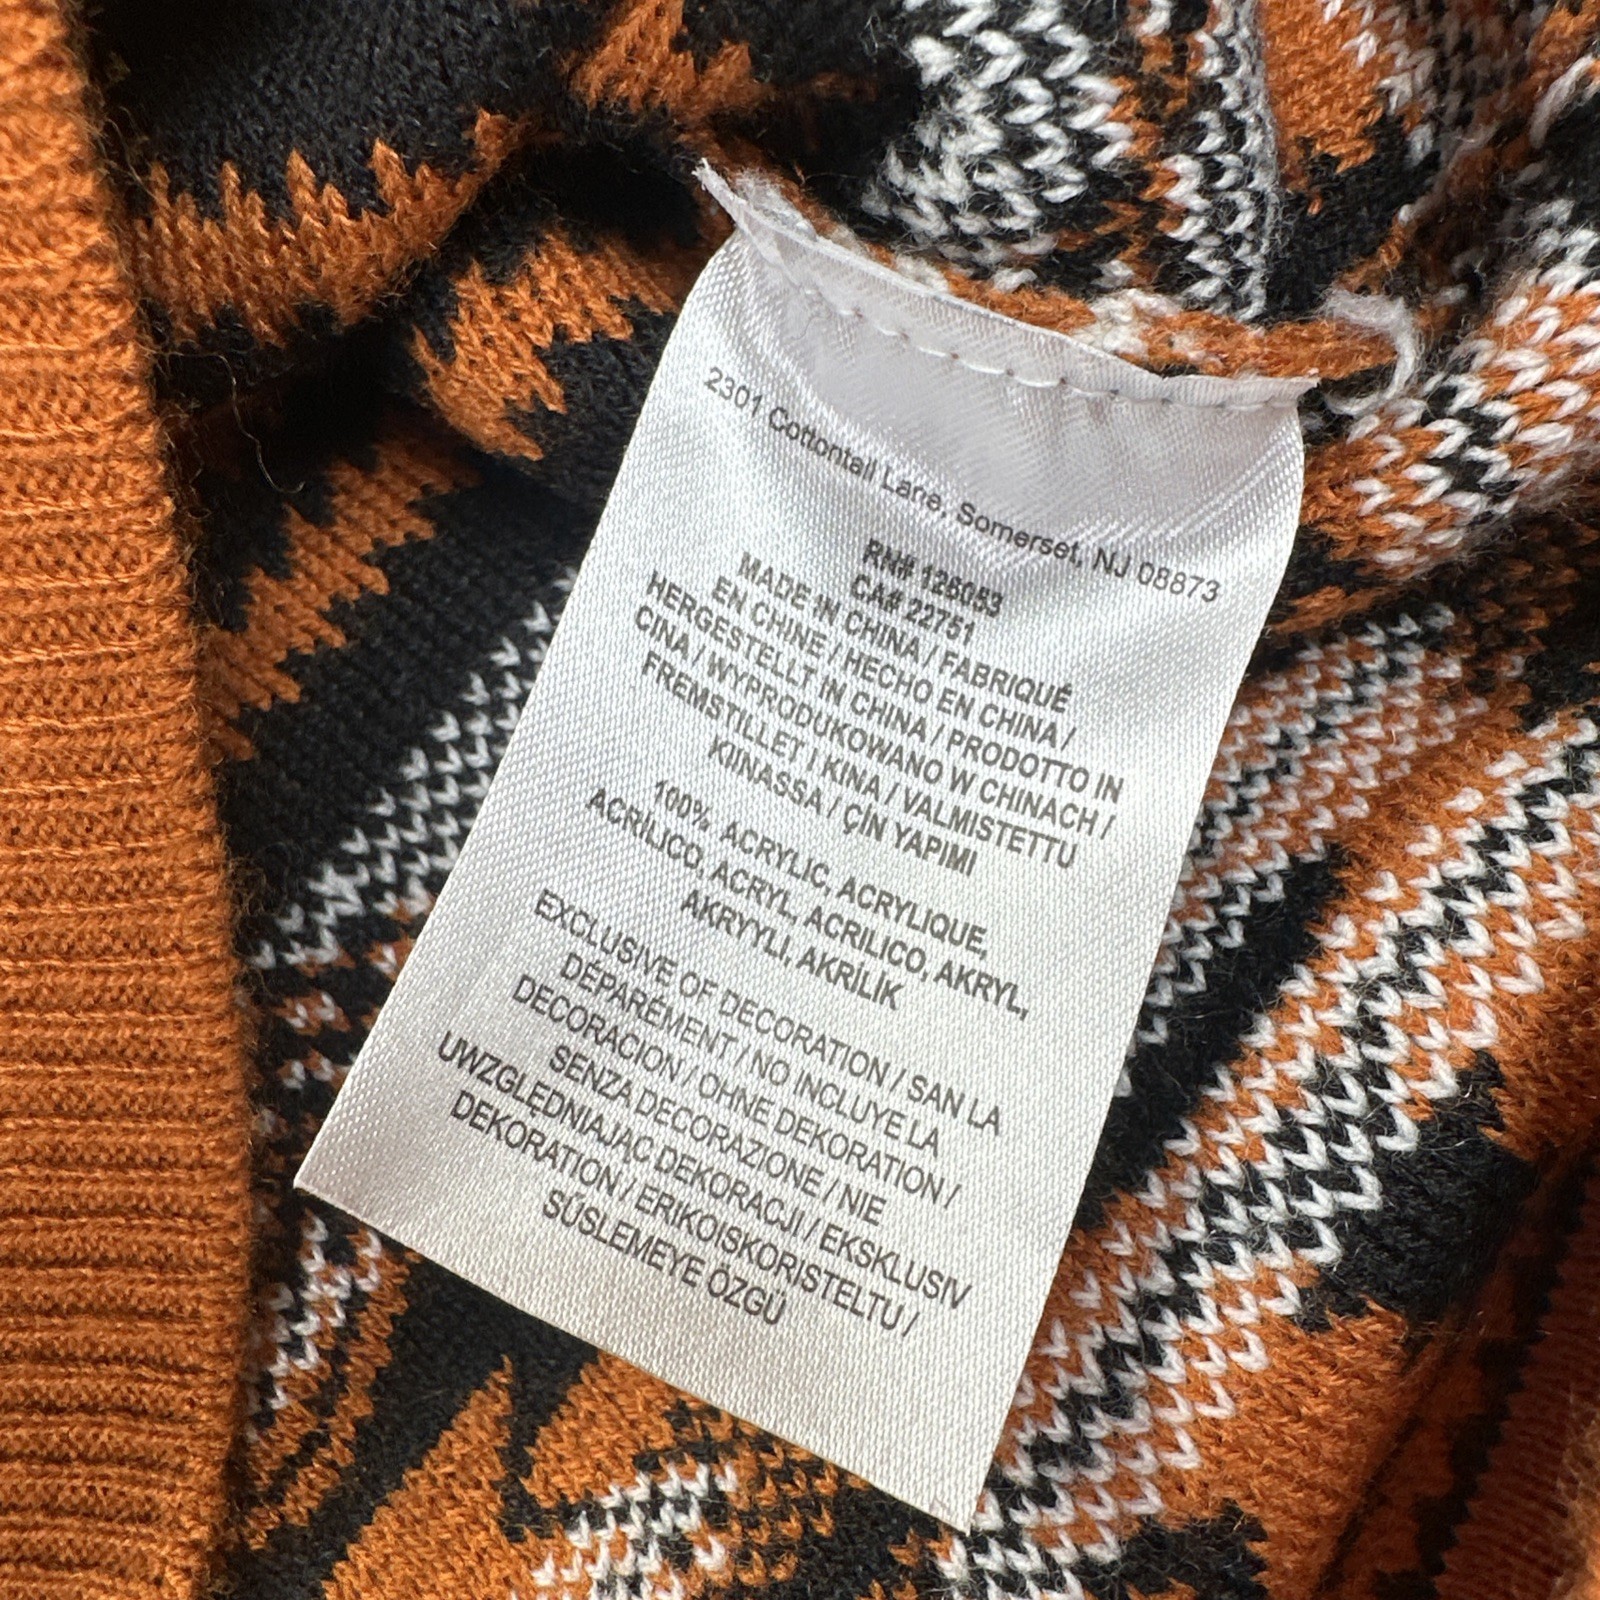 2301 Cottontail Lane, Somerset, NJ 08873
RN# 126053
CA# 22751
MADE IN CHINA / FABRIQUÉ
EN CHINE / HECHO EN CHINA /
HERGESTELLT IN CHINA / PRODOTTO IN
CINA / WYPRODUKOWANO W CHINACH /
FREMSTILLET I KINA / VALMISTETTU
KIINASSA / ÇİN YAPIMI
100% ACRYLIC, ACRYLIQUE,
ACRÍLICO, ACRYL, ACRILICO, AKRYL,
AKRYYLI, AKRİLİK
EXCLUSIVE OF DECORATION / SAN LA
DÉPARÉMENT / NO INCLUYE LA
DECORACION / OHNE DEKORATION /
SENZA DECORAZIONE / NIE
UWZGLĘDNIAJĄC DEKORACJI / EKSKLUSIV
DEKORATION / ERIKOISKORISTELTU /
SÜSLEMEYE ÖZGÜ